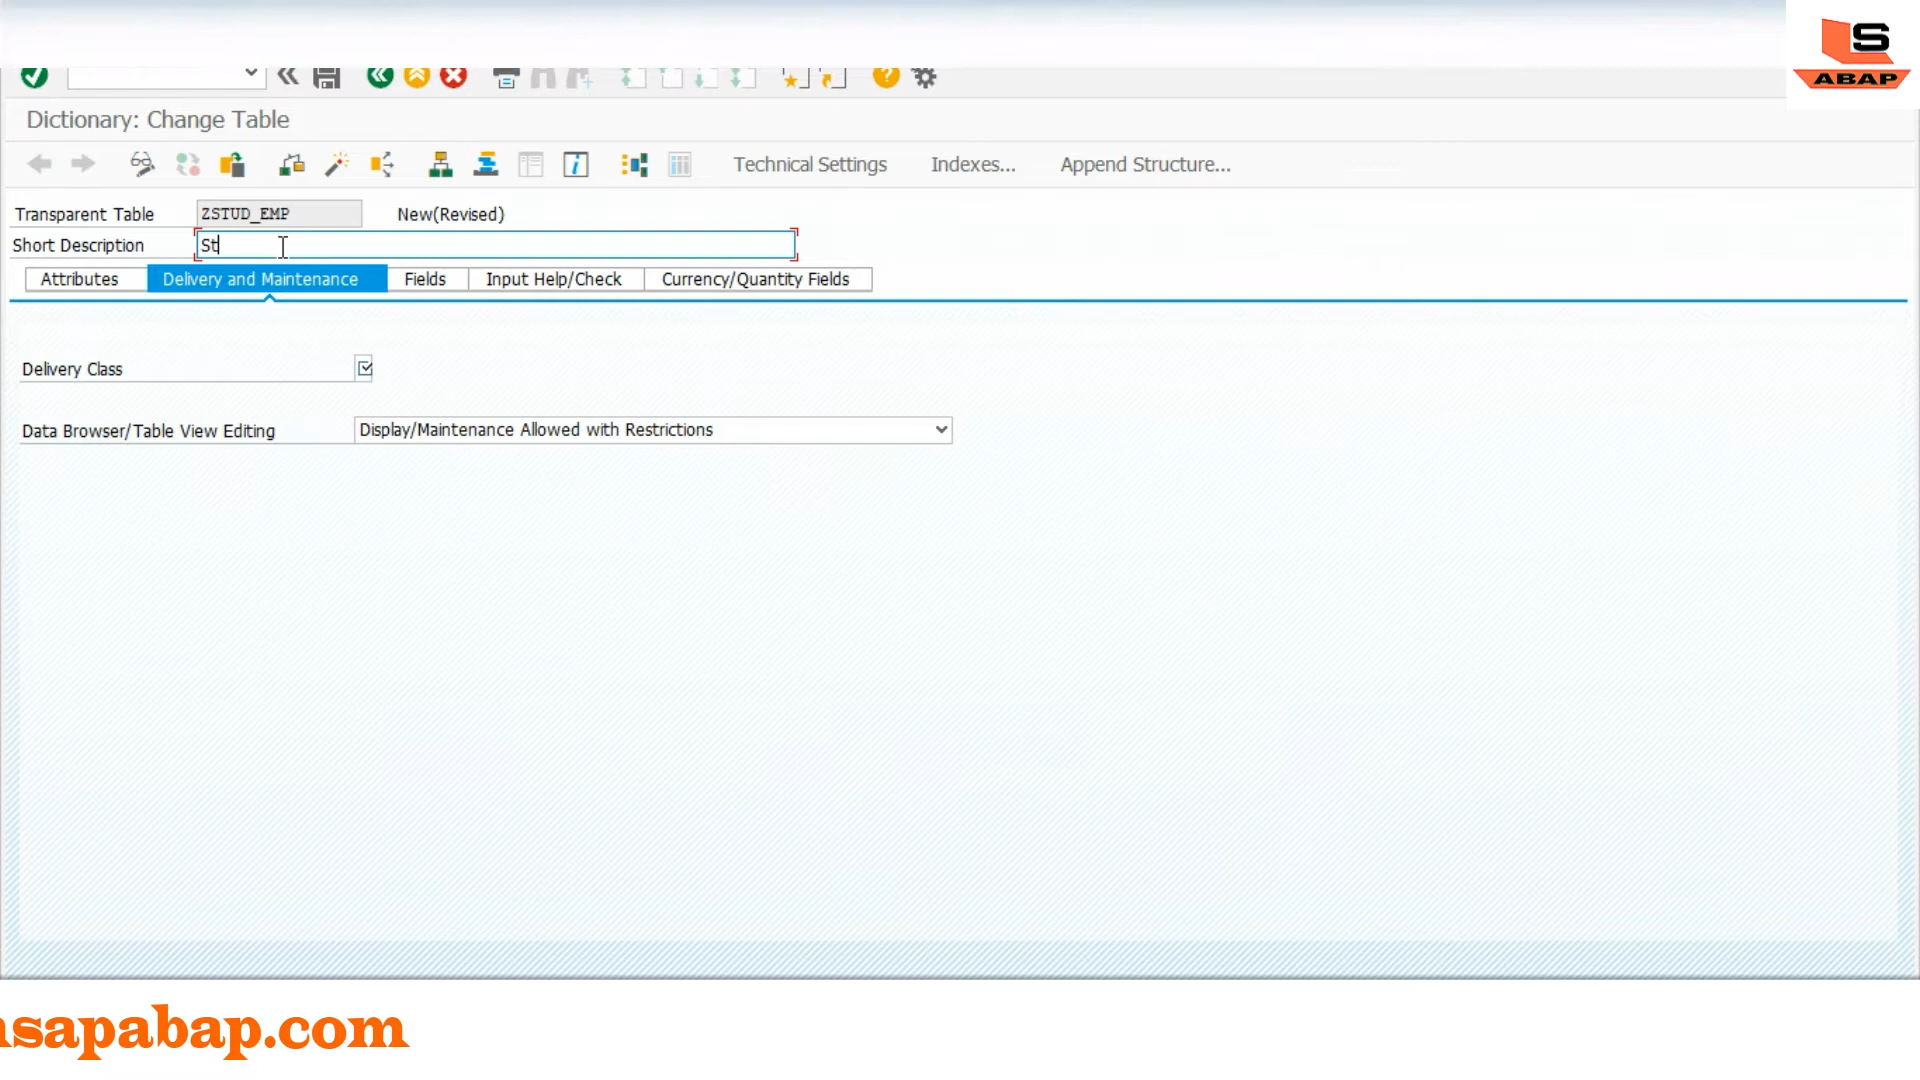 S
ABAP
Dictionary: Change Table
Technical Settings Indexes... Append Structure...
Transparent Table ZSTUD_EMP New(Revised)
Short Description St
Attributes Delivery and Maintenance Fields Input Help/Check Currency/Quantity Fields
Delivery Class
Data Browser/Table View Editing Display/Maintenance Allowed with Restrictions
nsapabap.com